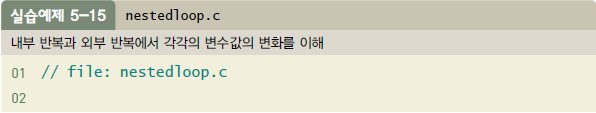 실습예제 5-15 nestedloop.c
내부 반복과 외부 반복에서 각각의 변수값의 변화를 이해
01 // file: nestedloop.c
02